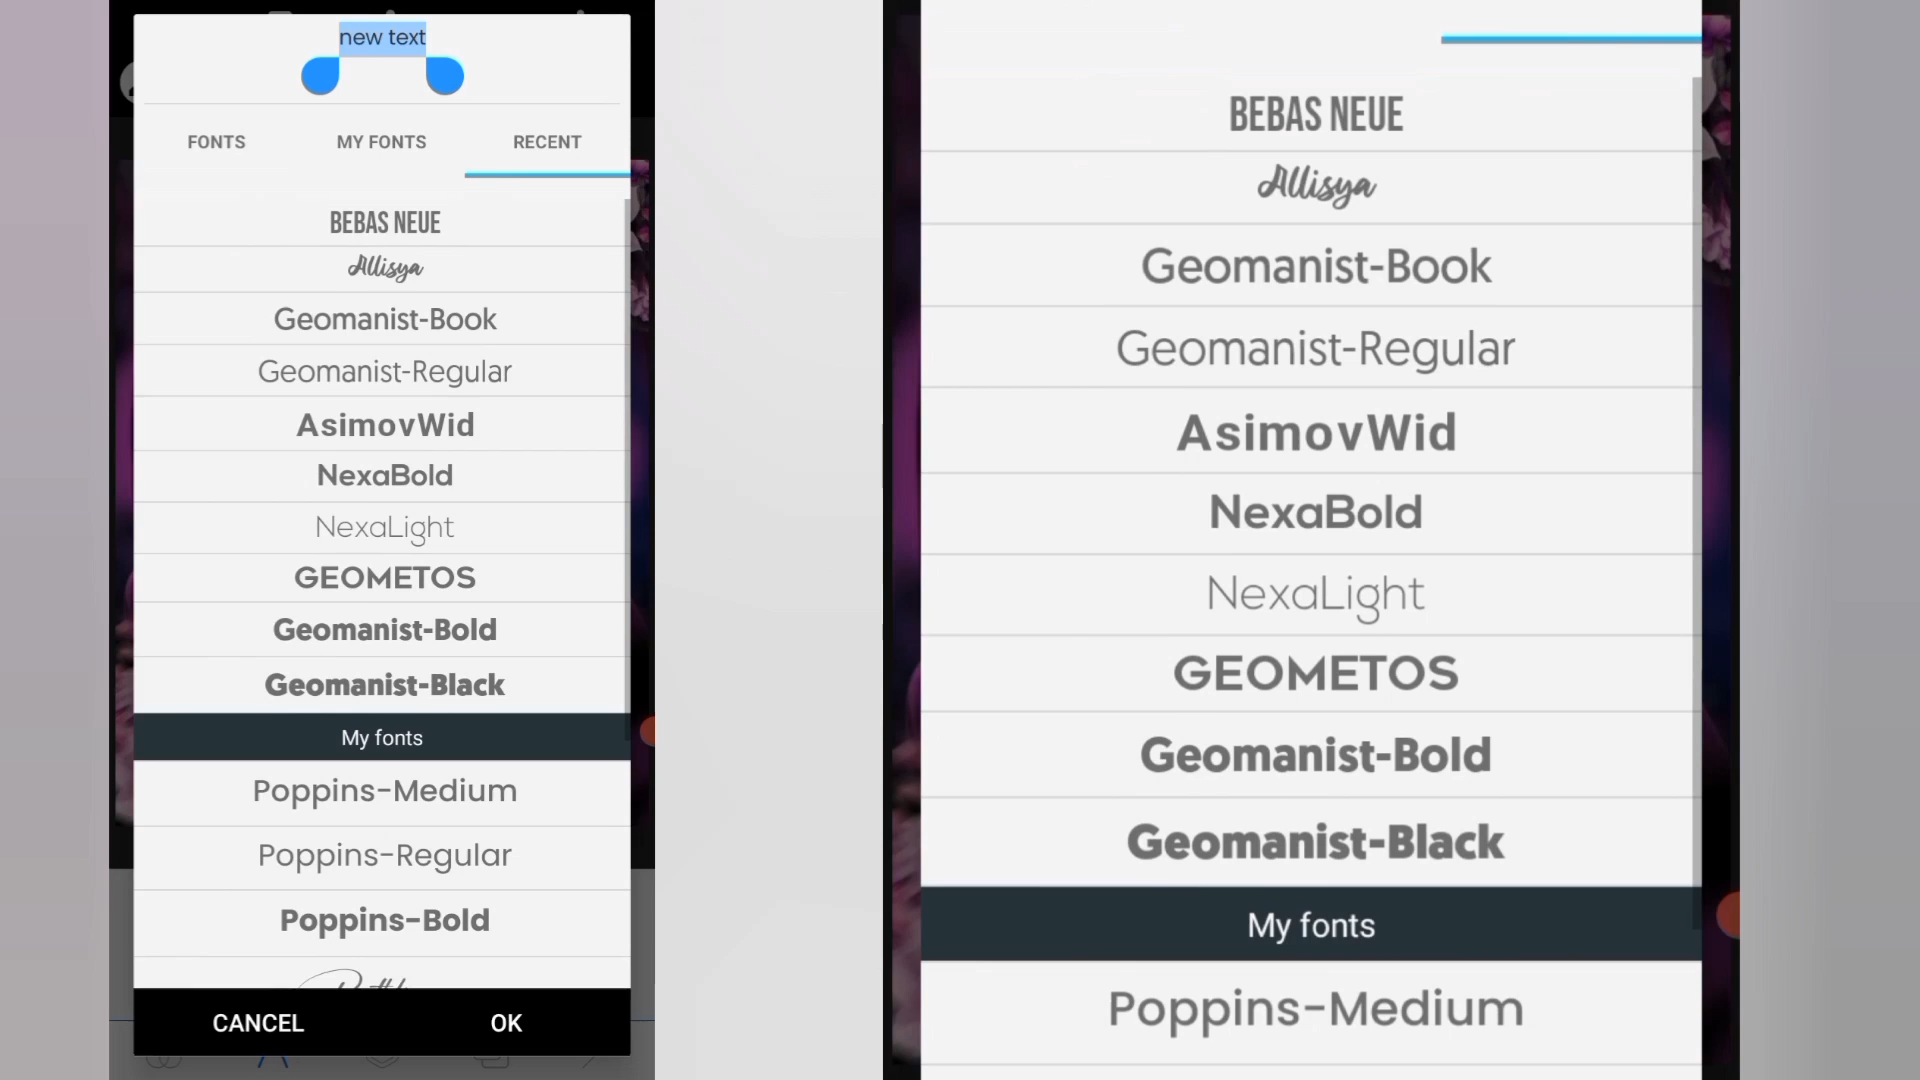 new text
FONTS MY FONTS RECENT
BEBAS NEUE
Allisya
Geomanist-Book
Geomanist-Regular
AsimovWid
NexaBold
NexaLight
GEOMETOS
Geomanist-Bold
Geomanist-Black
My fonts
Poppins-Medium
Poppins-Regular
Poppins-Bold
CANCEL OK
BEBAS NEUE
Allisya
Geomanist-Book
Geomanist-Regular
AsimovWid
NexaBold
NexaLight
GEOMETOS
Geomanist-Bold
Geomanist-Black
My fonts
Poppins-Medium